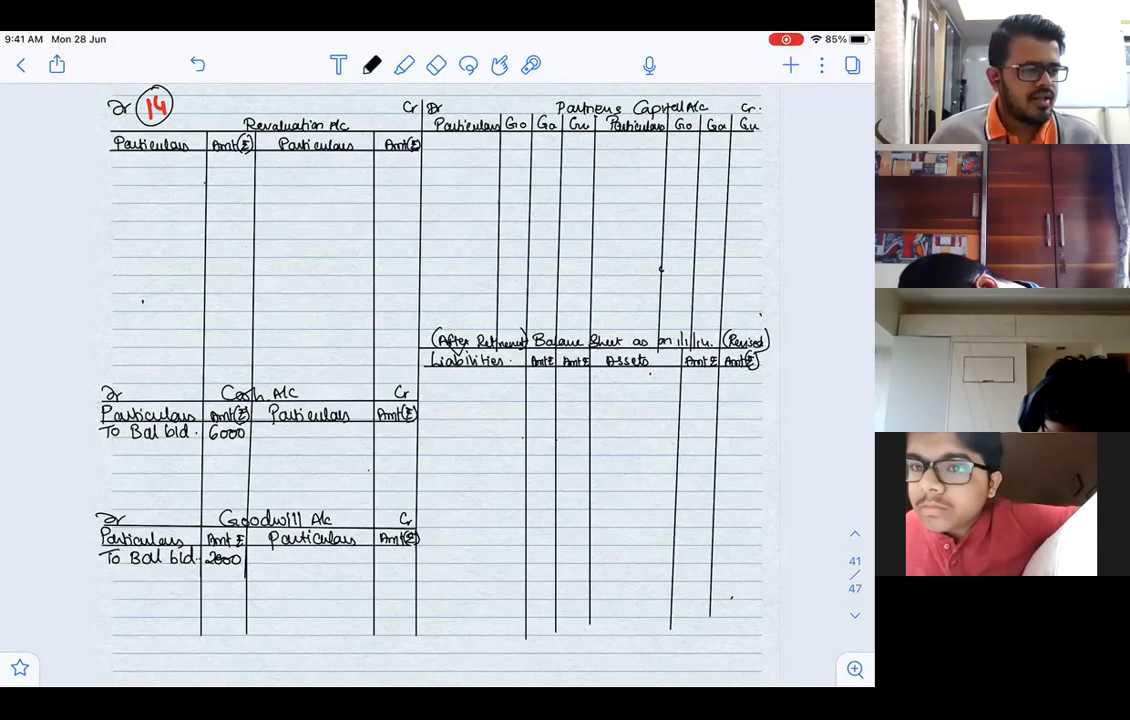 9:41 AM Mon 28 Jun
85%
Dr 14 Cr
Revaluation A/c
Particulars Amt(₹) Particulars Amt(₹)
Dr Partners Capital A/c Cr.
Particulars Go Ga Gu Particulars Go Ga Gu
(After Retirement) Balance Sheet as on 1/1/14. (Revised)
Liabilities. Amt₹ Amt₹ Assets Amt ₹ Amt(₹)
Dr Cash A/c Cr
Particulars Amt(₹) Particulars Amt(₹)
To Bal b/d. 6000
Dr Goodwill A/c Cr
Particulars Amt ₹ Particulars Amt(₹)
To Bal b/d. 2000
41
/
47